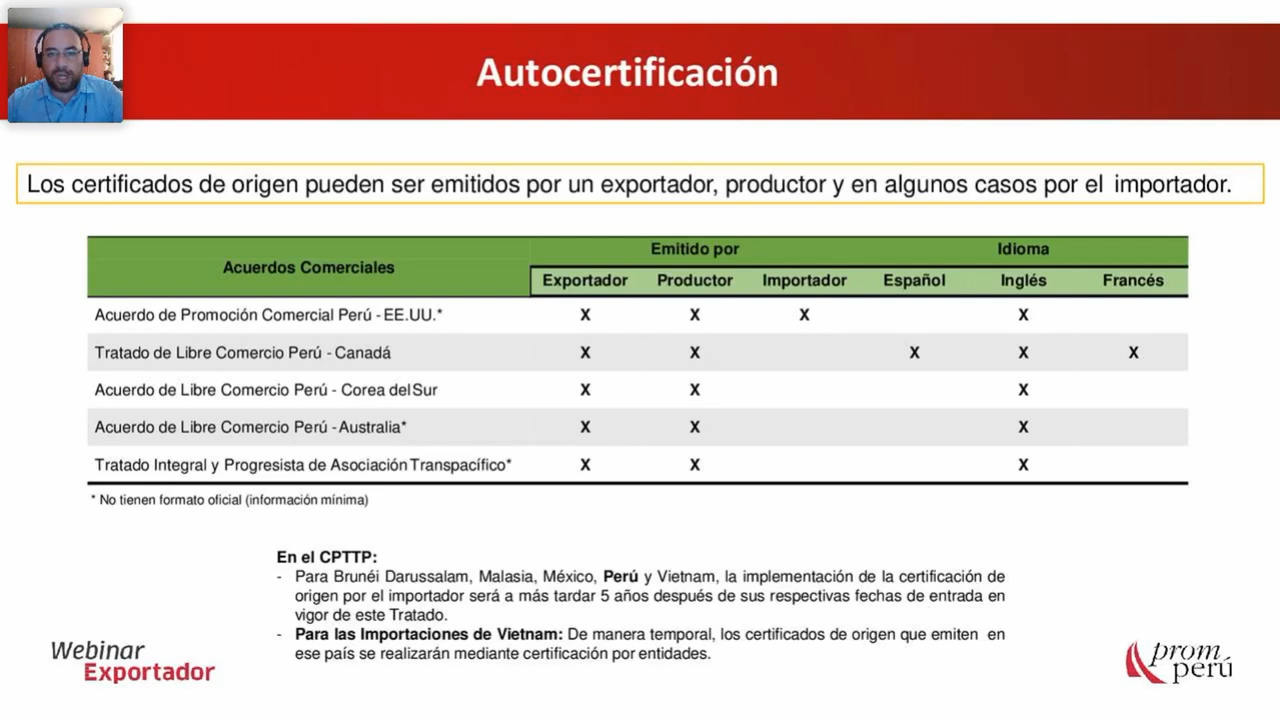 Autocertificación
Los certificados de origen pueden ser emitidos por un exportador, productor y en algunos casos por el importador.
Acuerdos Comerciales
Emitido por
Idioma
Exportador Productor Importador Español Inglés Francés
Acuerdo de Promoción Comercial Perú - EE.UU.* X X X X
Tratado de Libre Comercio Perú - Canadá X X X X X
Acuerdo de Libre Comercio Perú - Corea del Sur X X X
Acuerdo de Libre Comercio Perú - Australia* X X X
Tratado Integral y Progresista de Asociación Transpacífico* X X X
* No tienen formato oficial (información mínima)
En el CPTTP:
- Para Brunéi Darussalam, Malasia, México, Perú y Vietnam, la implementación de la certificación de
origen por el importador será a más tardar 5 años después de sus respectivas fechas de entrada en
vigor de este Tratado.
- Para las Importaciones de Vietnam: De manera temporal, los certificados de origen que emiten en
ese país se realizarán mediante certificación por entidades.
Webinar
Exportador
prom
perú